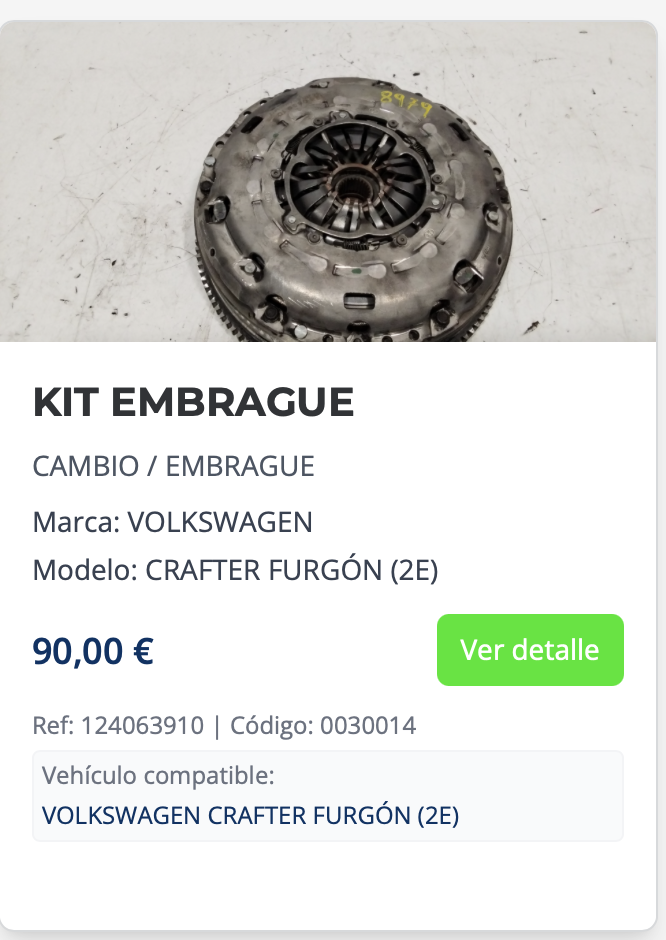 8979
KIT EMBRAGUE
CAMBIO / EMBRAGUE
Marca: VOLKSWAGEN
Modelo: CRAFTER FURGÓN (2E)
90,00 €
Ver detalle
Ref: 124063910 | Código: 0030014
Vehículo compatible:
VOLKSWAGEN CRAFTER FURGÓN (2E)